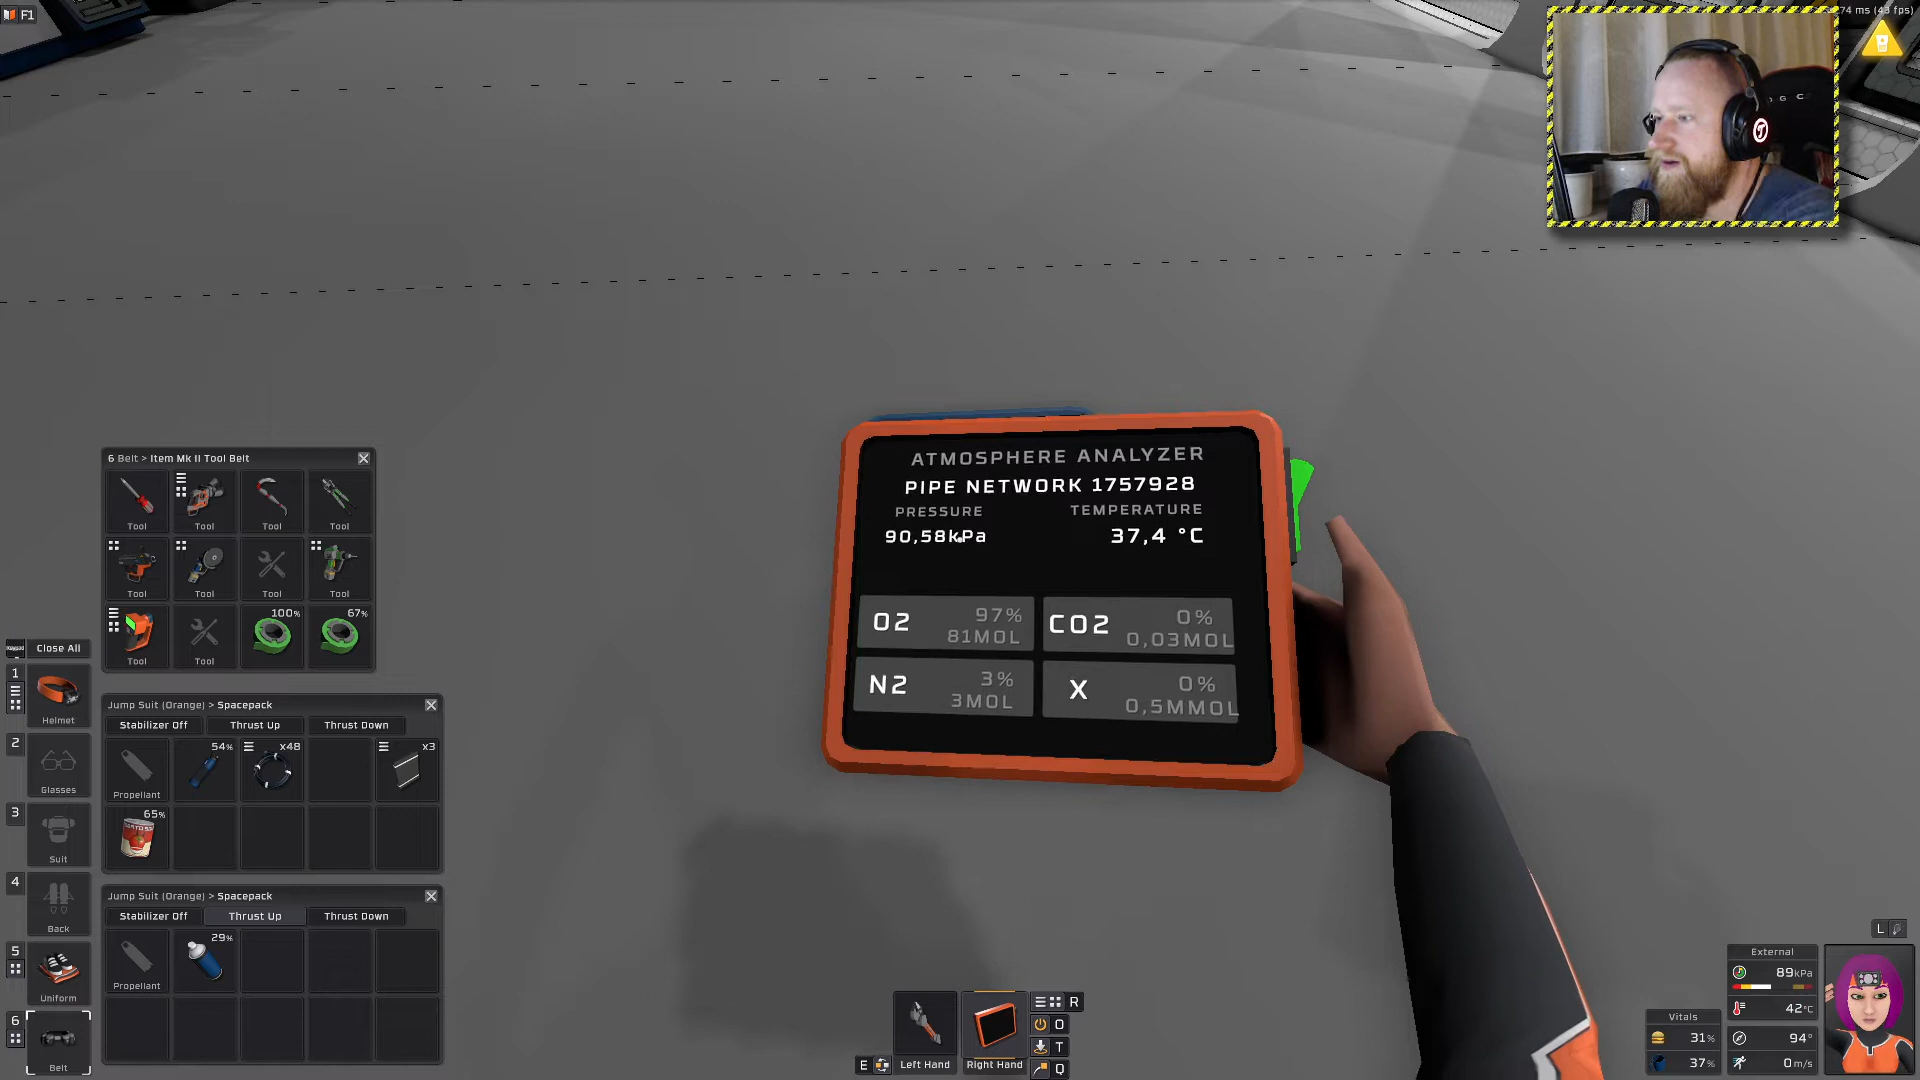 F1
74 ms (43 fps)
6 Belt > Item Mk II Tool Belt
Tool
Tool
Tool
Tool
Tool
Tool
Tool
Tool
100%
67%
Tool
Tool
Close All
1
Helmet
2
Glasses
3
Suit
4
Back
5
Uniform
6
Belt
Jump Suit (Orange) > Spacepack
Stabilizer Off
Thrust Up
Thrust Down
54%
x48
x3
Propellant
65%
Jump Suit (Orange) > Spacepack
Stabilizer Off
Thrust Up
Thrust Down
29%
Propellant
ATMOSPHERE ANALYZER
PIPE NETWORK 1757928
PRESSURE
TEMPERATURE
90,58kPa
37,4 °C
O2
97%
81MOL
CO2
0%
0,03MOL
N2
3%
3MOL
X
0%
0,5MMOL
R
O
T
Q
E
Left Hand
Right Hand
L
External
89kPa
42°C
94°
0m/s
Vitals
31%
37%